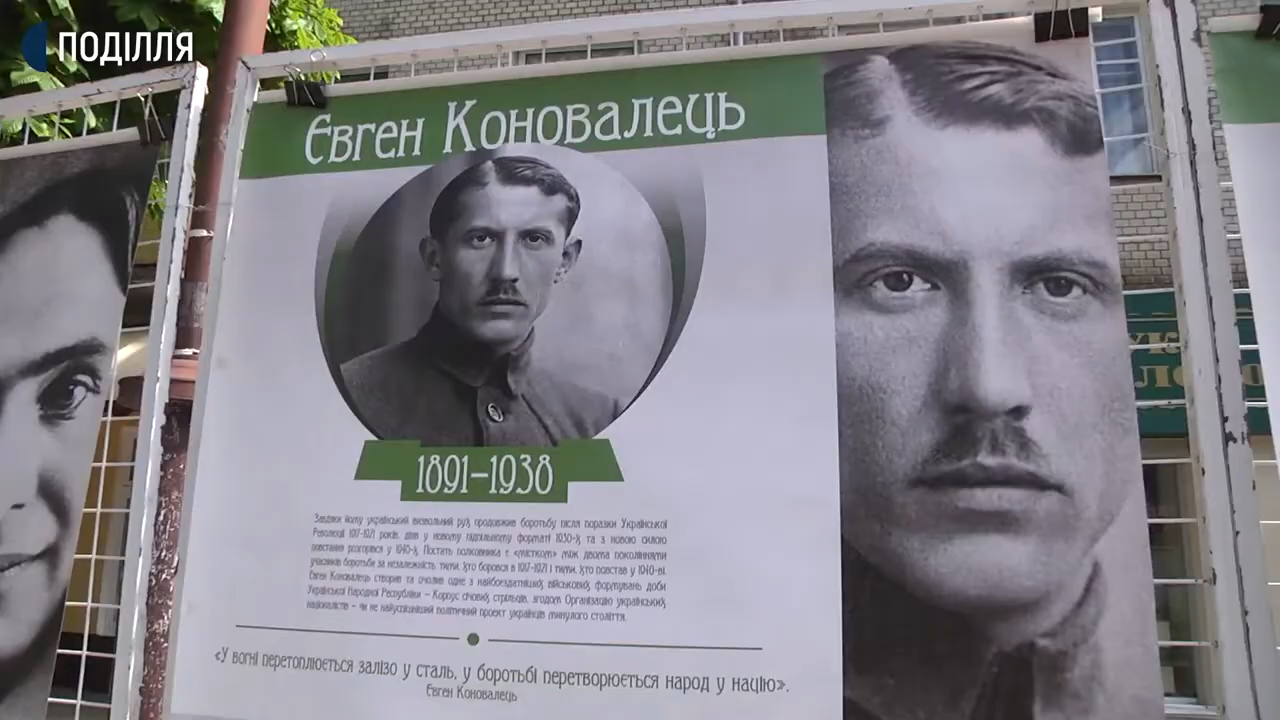 ПОДІЛЛЯ
Євген Коновалець
1891–1938
Завдяки йому український визвольний рух продовжив боротьбу після поразки Української
Революції 1917-1921 років, діяв у новому підпільному форматі 1930-х та з новою силою
повстання розгорівся у 1940-х. Постать полковника є «містком» між двома поколіннями
учасників боротьби за незалежність: тими, хто боровся в 1917-1921 і тими, хто повстав у 1940-ві.
Євген Коновалець створив та очолив одне з найбоєздатніших військових формувань доби
Української Народної Республіки – Корпус січових стрільців, згодом Організацію українських
націоналістів – чи не найуспішніший політичний проект українців минулого століття.
«У вогні перетоплюється залізо у сталь, у боротьбі перетворюється народ у націю».
Євген Коновалець